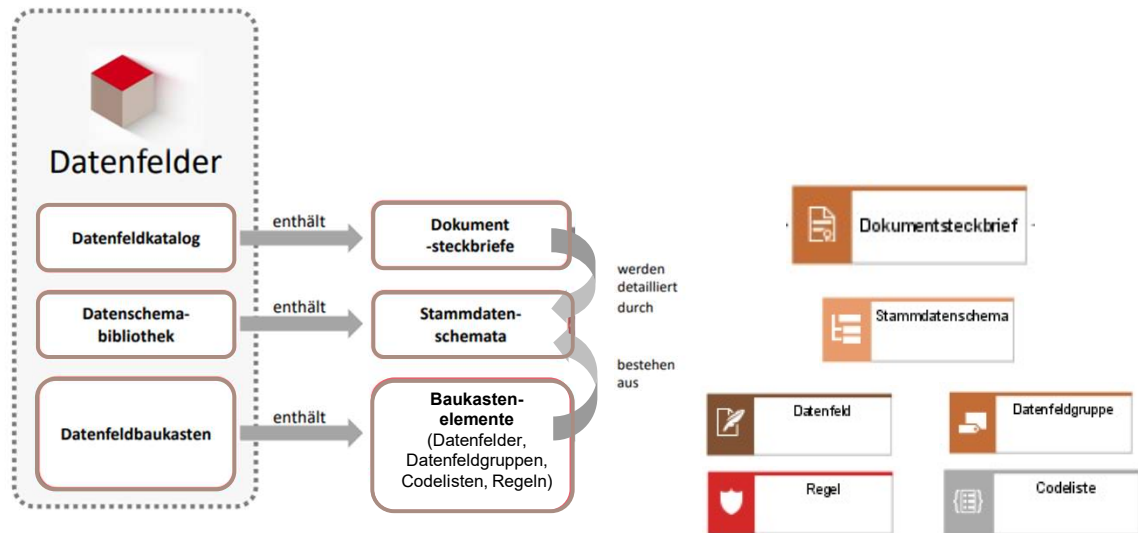 Datenfelder
Datenfeldkatalog
enthält
Dokument
-steckbriefe
werden
detailliert
durch
Datenschema-
bibliothek
enthält
Stammdaten-
schemata
bestehen
aus
Datenfeldbaukasten
enthält
Baukasten-
elemente
(Datenfelder,
Datenfeldgruppen,
Codelisten, Regeln)
Dokumentsteckbrief
Stammdatenschema
Datenfeld
Datenfeldgruppe
Regel
Codeliste